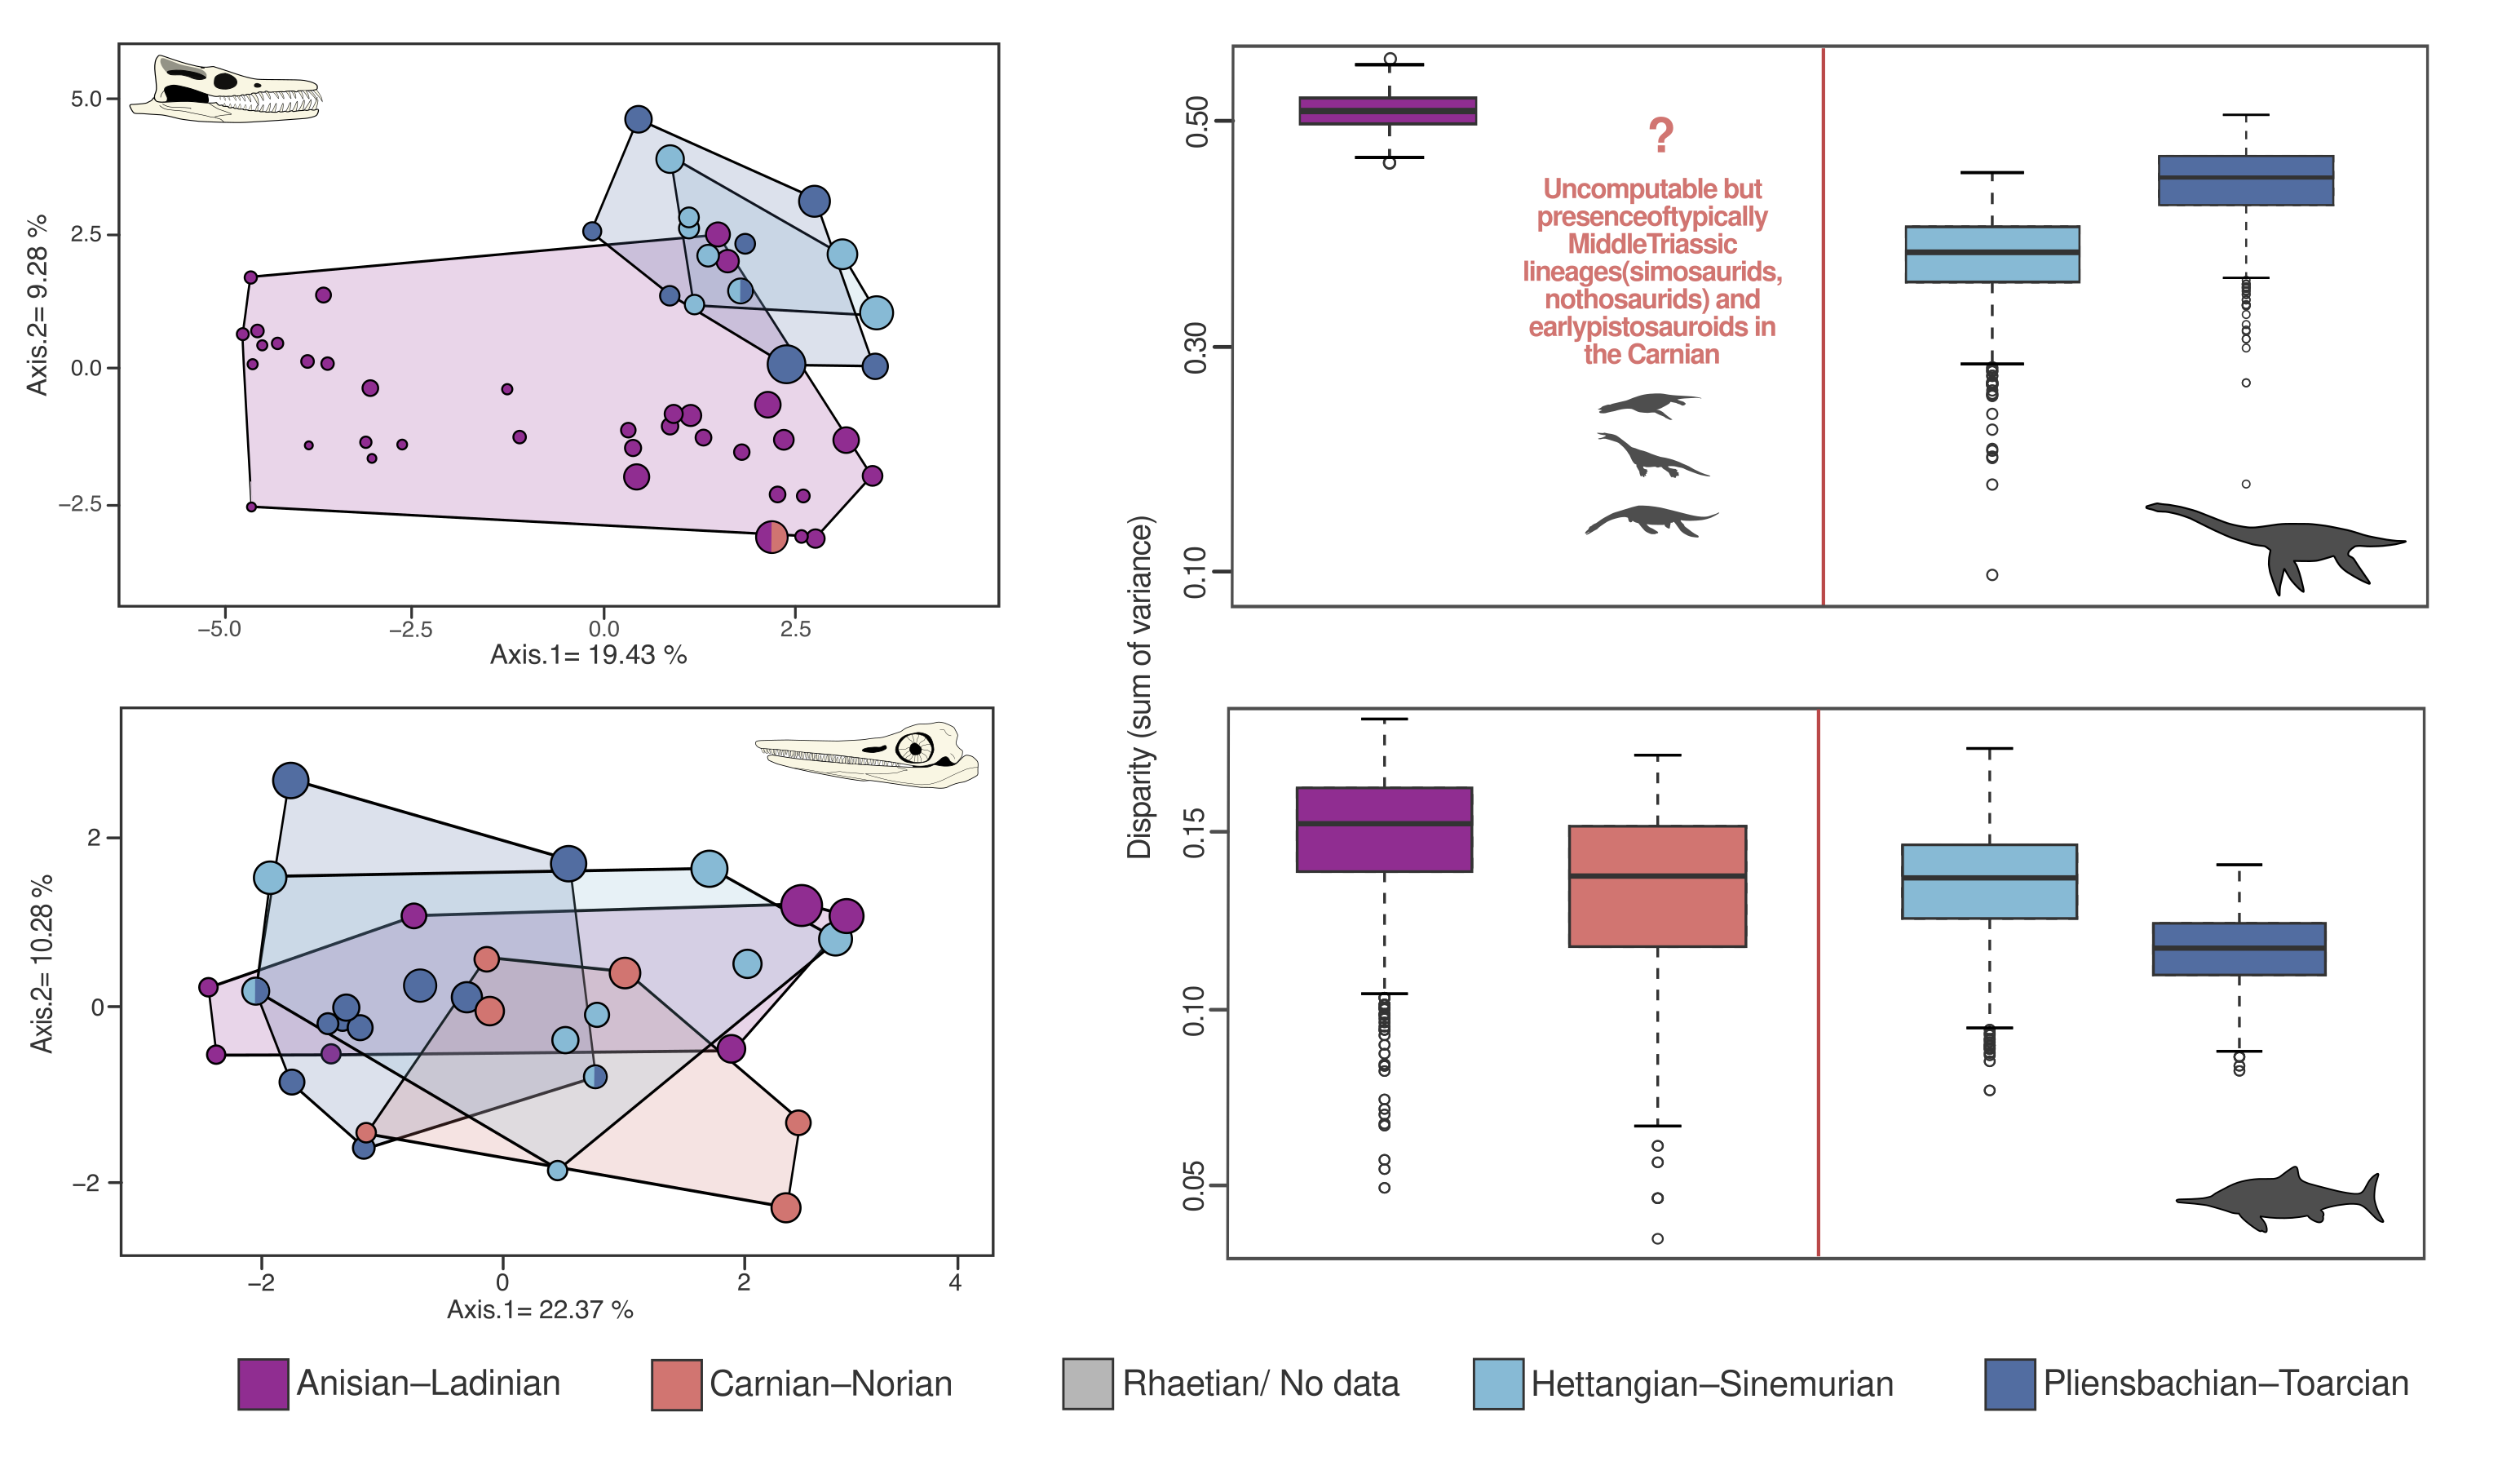 5.0
2.5
0.0
−2.5
Axis.2= 9.28 %
−5.0
−2.5
0.0
2.5
Axis.1= 19.43 %
0.50
0.30
0.10
?
Uncomputable but
presenceoftypically
MiddleTriassic
lineages(simosaurids,
nothosaurids) and
earlypistosauroids in
the Carnian
Disparity (sum of variance)
2
0
−2
Axis.2= 10.28 %
−2
0
2
4
Axis.1= 22.37 %
0.15
0.10
0.05
Anisian–Ladinian
Carnian–Norian
Rhaetian/ No data
Hettangian–Sinemurian
Pliensbachian–Toarcian